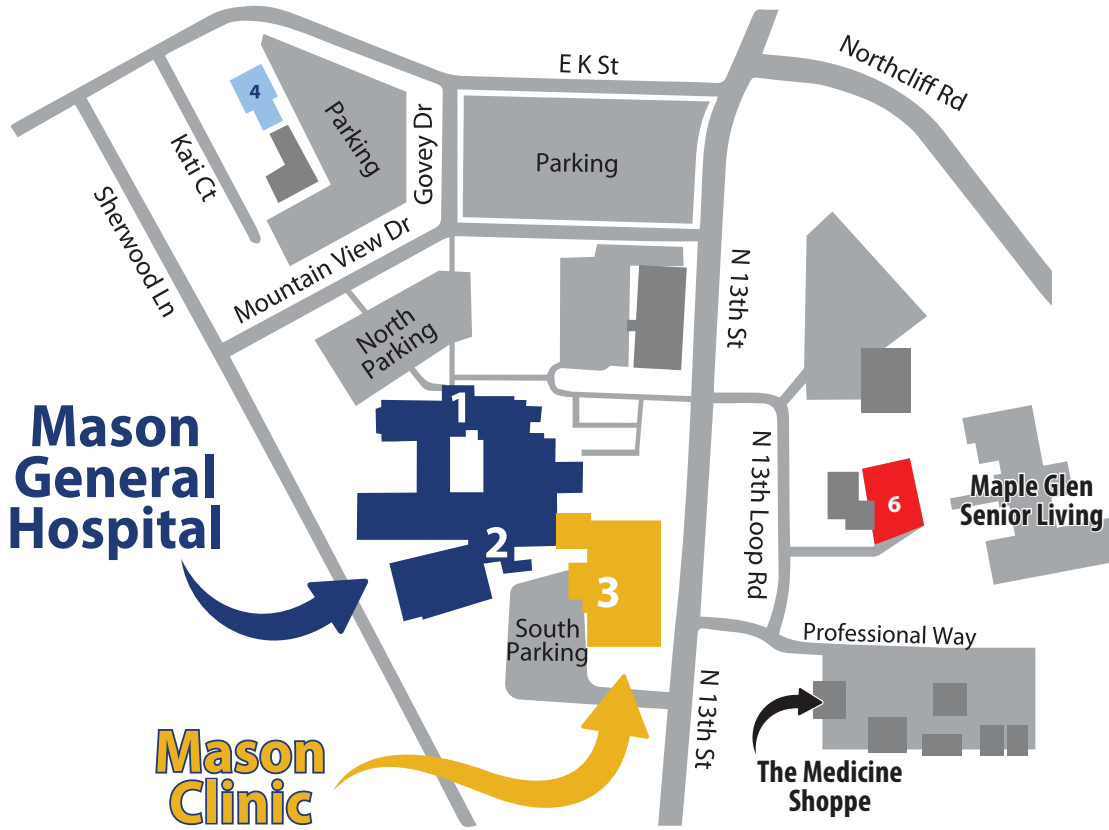 E K St
Northcliff Rd
4
Parking
Govey Dr
Parking
Kati Ct
Sherwood Ln
Mountain View Dr
N 13th St
North
Parking
1
Mason
General
Hospital
N 13th Loop Rd
6
Maple Glen
Senior Living
2
3
South
Parking
Professional Way
N 13th St
Mason
Clinic
The Medicine
Shoppe